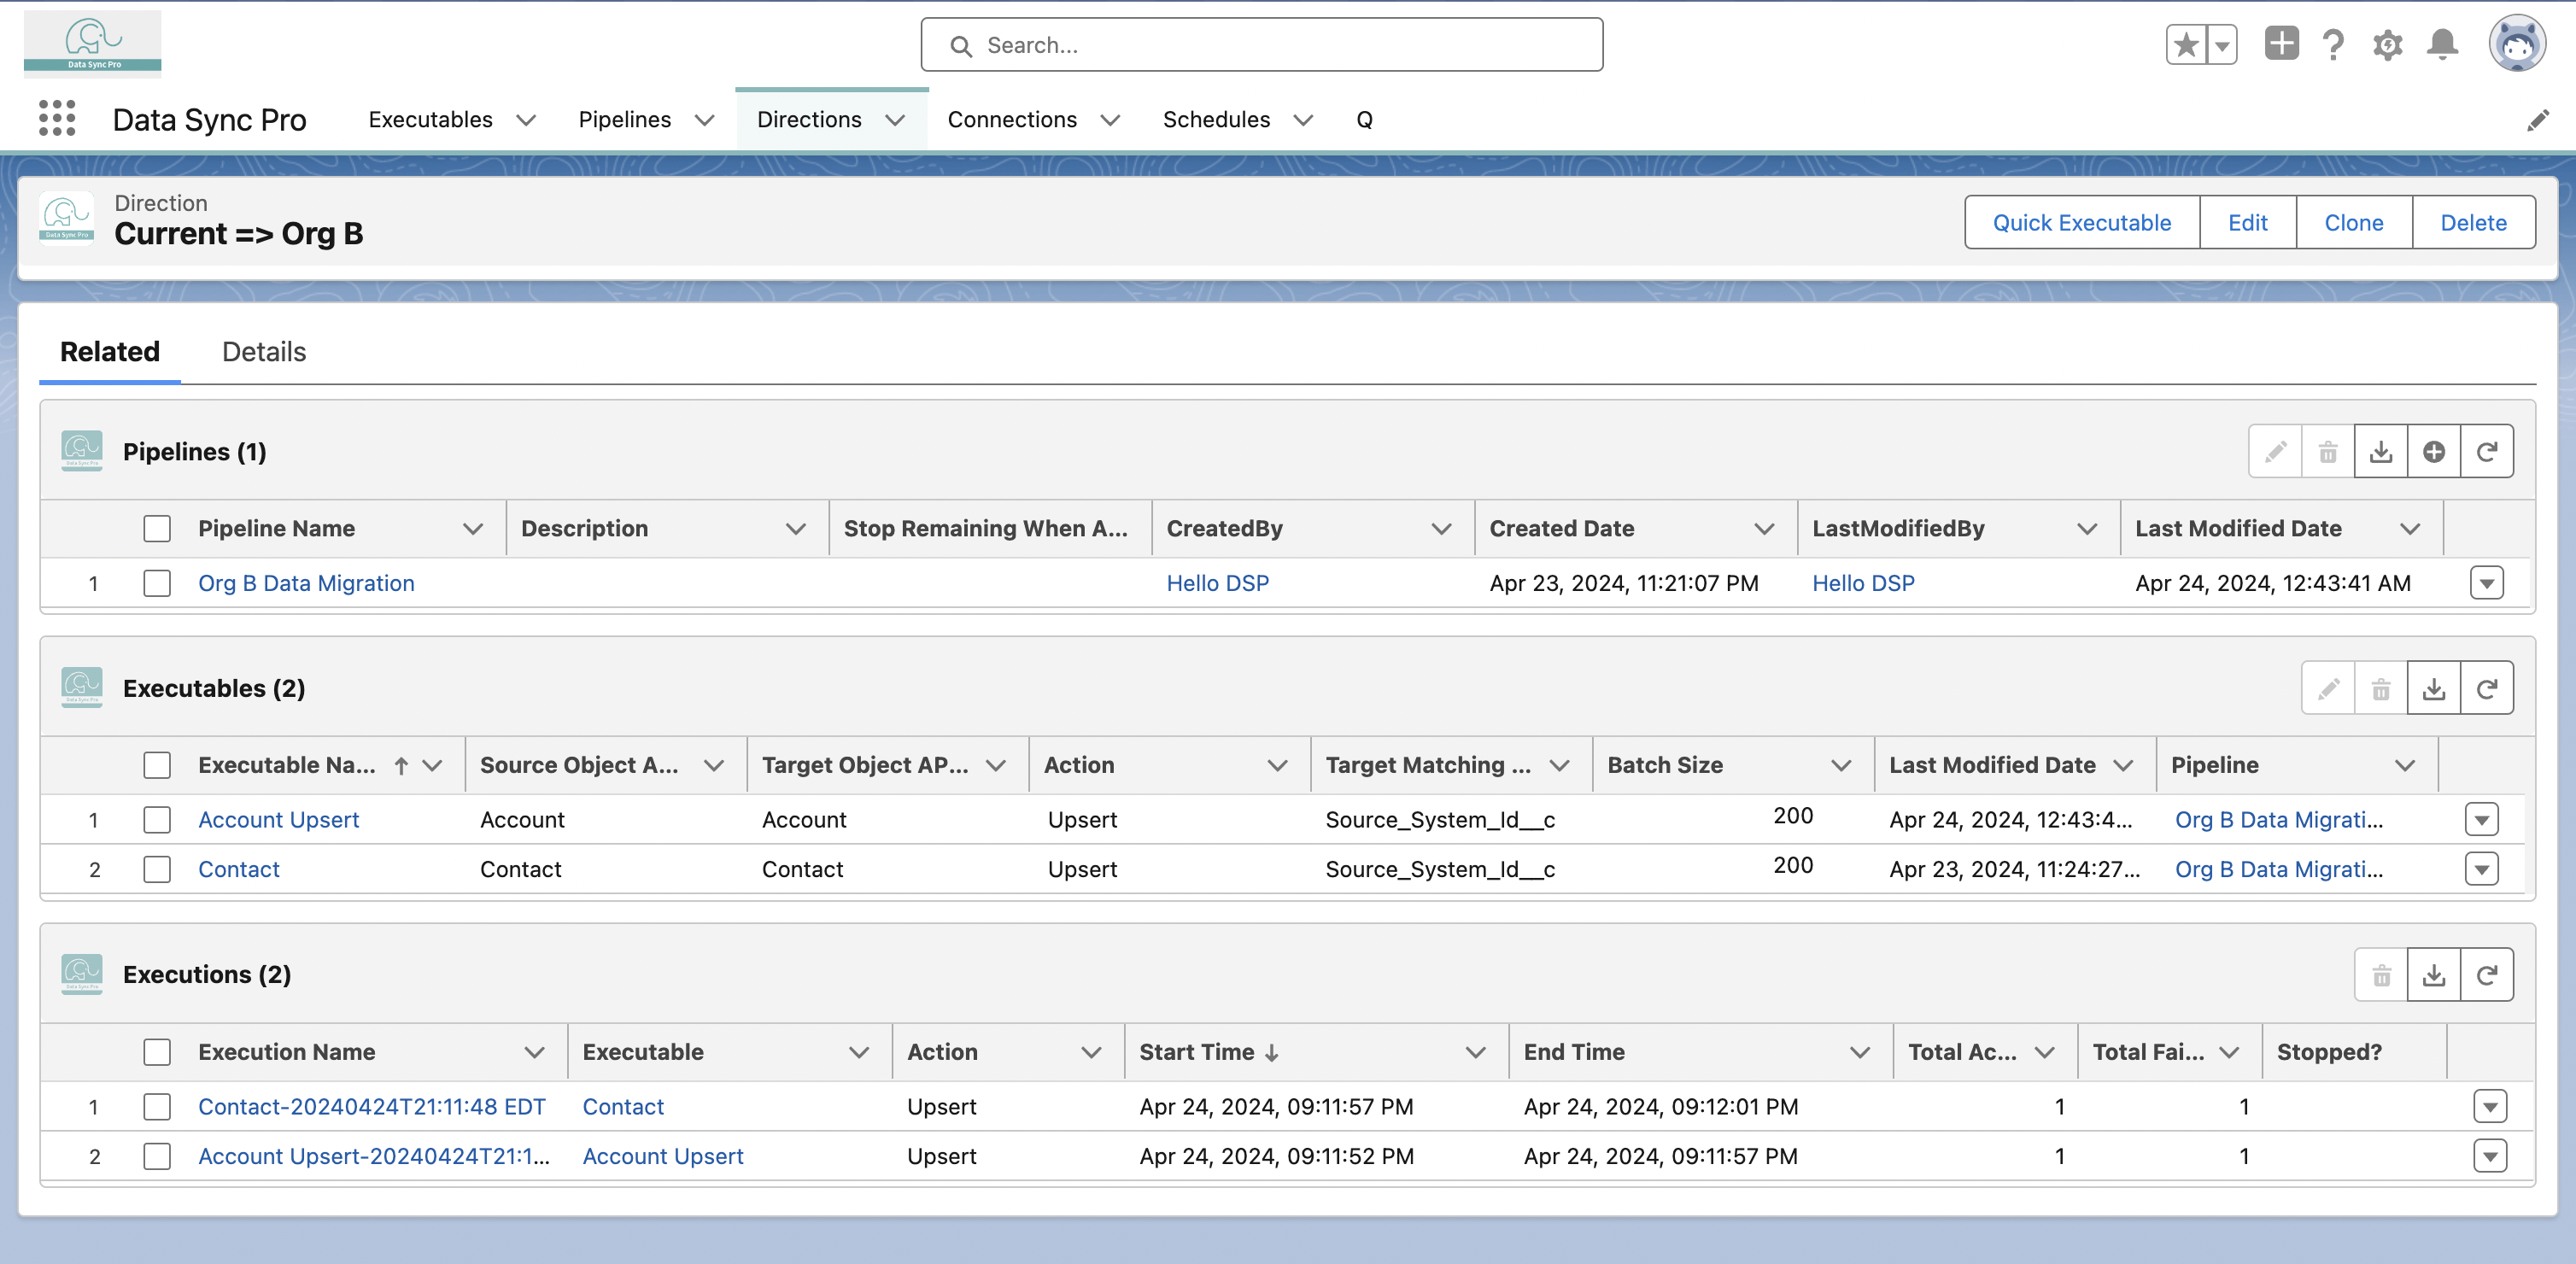 Data Sync Pro
Search...
Data Sync Pro Executables Pipelines Directions Connections Schedules Q
Data Sync Pro
Direction
Current => Org B
Quick Executable Edit Clone Delete
Related Details
Pipelines (1)
Pipeline Name Description Stop Remaining When A... CreatedBy Created Date LastModifiedBy Last Modified Date
1 Org B Data Migration Hello DSP Apr 23, 2024, 11:21:07 PM Hello DSP Apr 24, 2024, 12:43:41 AM
Executables (2)
Executable Na... Source Object A... Target Object AP... Action Target Matching ... Batch Size Last Modified Date Pipeline
1 Account Upsert Account Account Upsert Source_System_Id__c 200 Apr 24, 2024, 12:43:4... Org B Data Migrati...
2 Contact Contact Contact Upsert Source_System_Id__c 200 Apr 23, 2024, 11:24:27... Org B Data Migrati...
Executions (2)
Execution Name Executable Action Start Time End Time Total Ac... Total Fai... Stopped?
1 Contact-20240424T21:11:48 EDT Contact Upsert Apr 24, 2024, 09:11:57 PM Apr 24, 2024, 09:12:01 PM 1 1
2 Account Upsert-20240424T21:1... Account Upsert Upsert Apr 24, 2024, 09:11:52 PM Apr 24, 2024, 09:11:57 PM 1 1